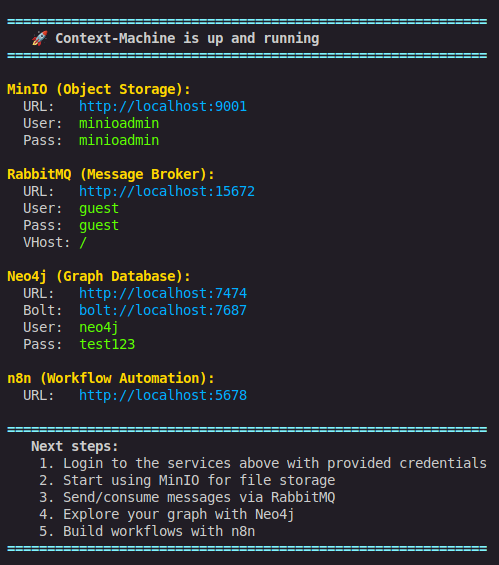 ============================================================
🚀 Context-Machine is up and running
============================================================
MinIO (Object Storage):
URL: http://localhost:9001
User: minioadmin
Pass: minioadmin
RabbitMQ (Message Broker):
URL: http://localhost:15672
User: guest
Pass: guest
VHost: /
Neo4j (Graph Database):
URL: http://localhost:7474
Bolt: bolt://localhost:7687
User: neo4j
Pass: test123
n8n (Workflow Automation):
URL: http://localhost:5678
============================================================
Next steps:
1. Login to the services above with provided credentials
2. Start using MinIO for file storage
3. Send/consume messages via RabbitMQ
4. Explore your graph with Neo4j
5. Build workflows with n8n
============================================================